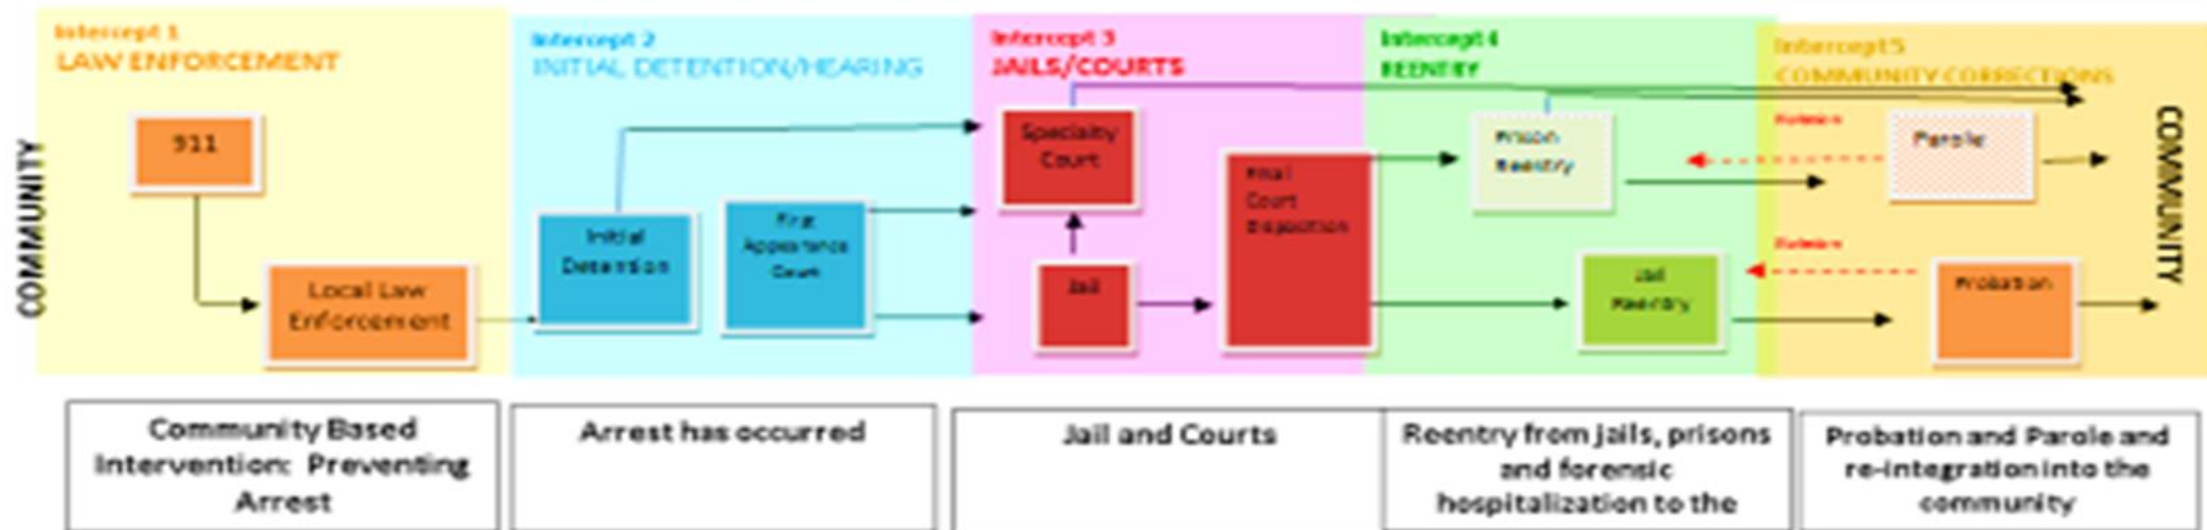 COMMUNITY
Intercept 1
LAW ENFORCEMENT
911
Local Law
Enforcement
Community Based
Intervention: Preventing
Arrest
Intercept 2
INITIAL DETENTION/HEARING
Initial
Detention
First
Appearance
Court
Arrest has occurred
Intercept 3
JAILS/COURTS
Specialty
Court
Jail
Final
Court
Disposition
Jail and Courts
Intercept 4
REENTRY
Prison
Reentry
Jail
Reentry
Reentry from jails, prisons
and forensic
hospitalization to the
Intercept 5
COMMUNITY CORRECTIONS
Parole
Probation
Probation and Parole and
re-integration into the
community
COMMUNITY